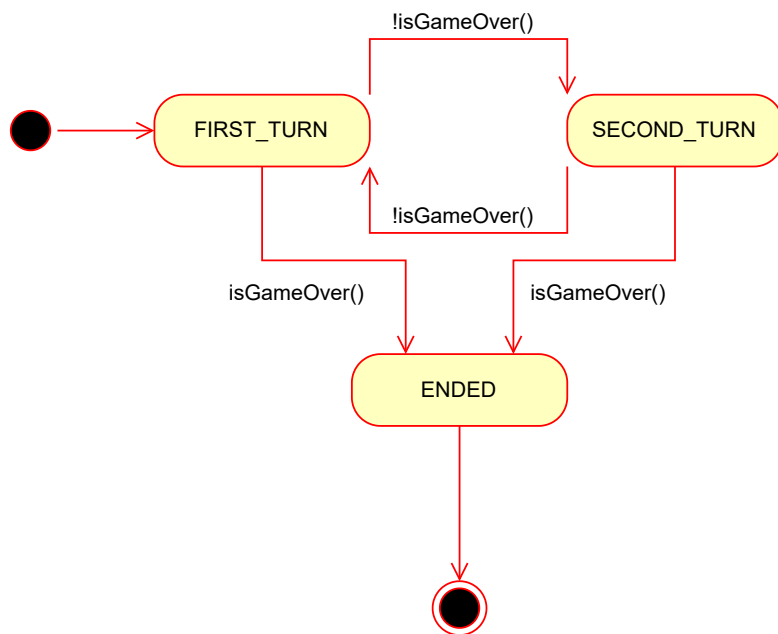 !isGameOver()
FIRST_TURN
SECOND_TURN
!isGameOver()
isGameOver()
isGameOver()
ENDED